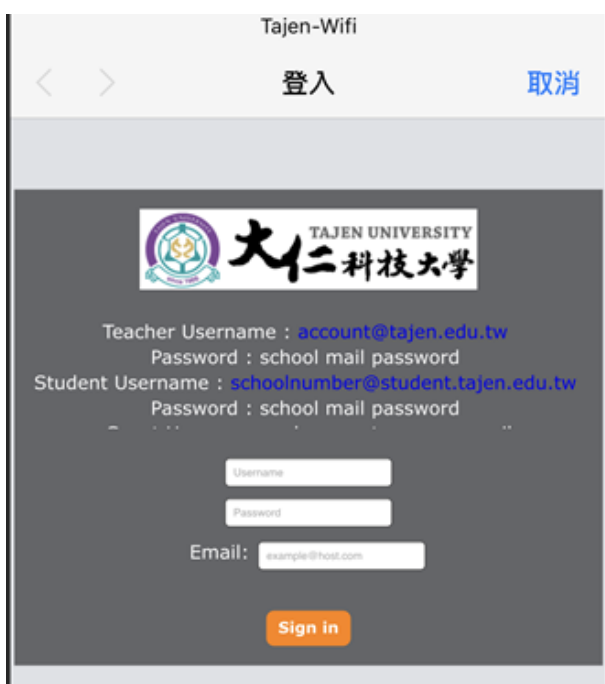 Tajen-Wifi
登入
取消
TAJEN UNIVERSITY
大仁科技大學
since 1966
Teacher Username : account@tajen.edu.tw
Password : school mail password
Student Username : schoolnumber@student.tajen.edu.tw
Password : school mail password
Username
Password
Email: example@host.com
Sign in